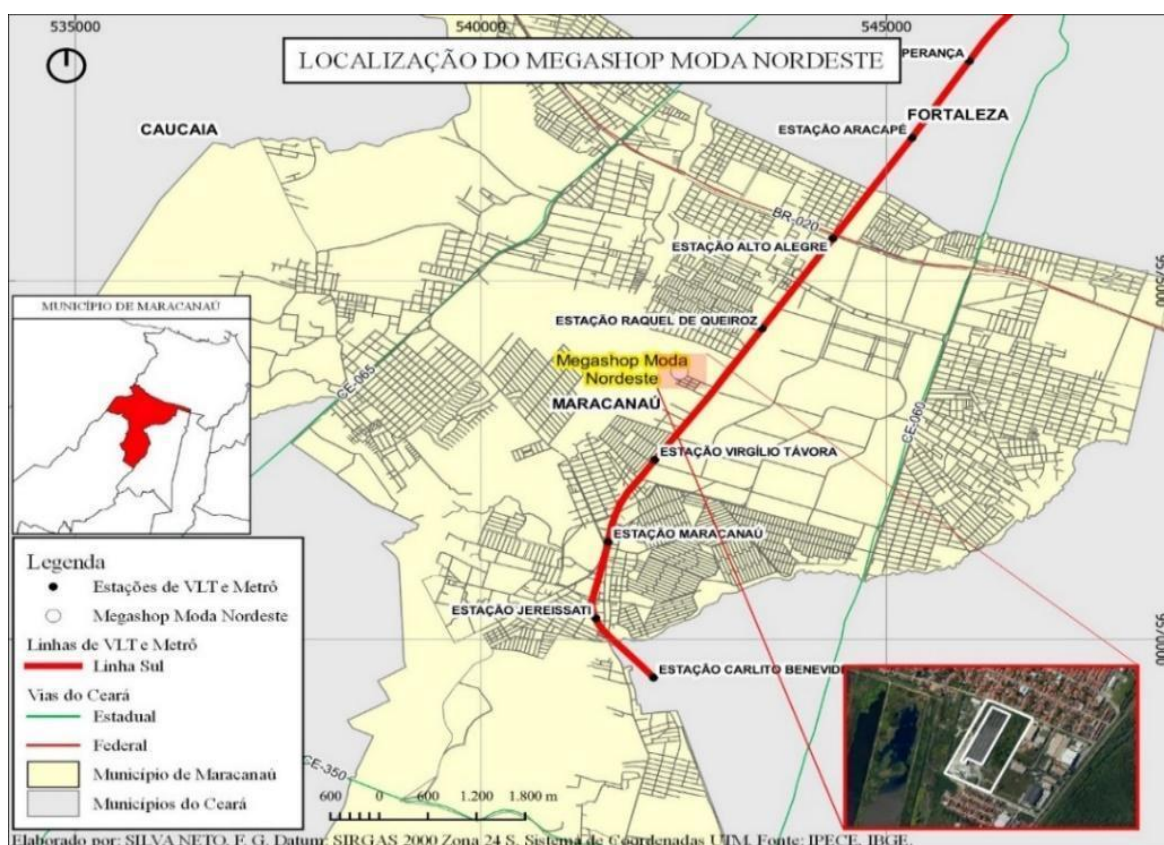 535000
540000
545000
LOCALIZAÇÃO DO MEGASHOP MODA NORDESTE
PERANÇA
FORTALEZA
CAUCAIA
ESTAÇÃO ARACAPÉ
BR-020
ESTAÇÃO ALTO ALEGRE
9575000
MUNICÍPIO DE MARACANAÚ
ESTAÇÃO RAQUEL DE QUEIROZ
Megashop Moda
Nordeste
MARACANAÚ
CE-065
CE-060
ESTAÇÃO VIRGÍLIO TÁVORA
ESTAÇÃO MARACANAÚ
ESTAÇÃO JEREISSATI
ESTAÇÃO CARLITO BENEVID
9570000
Legenda
Estações de VLT e Metrô
Megashop Moda Nordeste
Linhas de VLT e Metrô
Linha Sul
Vias do Ceará
Estadual
Federal
Município de Maracanaú
Municípios do Ceará
CE-350
600 0 600 1.200 1.800 m
Elaborado por: SILVA NETO, F. G. Datum: SIRGAS 2000 Zona 24 S. Sistema de Coordenadas UTM. Fonte: IPECE, IBGE.